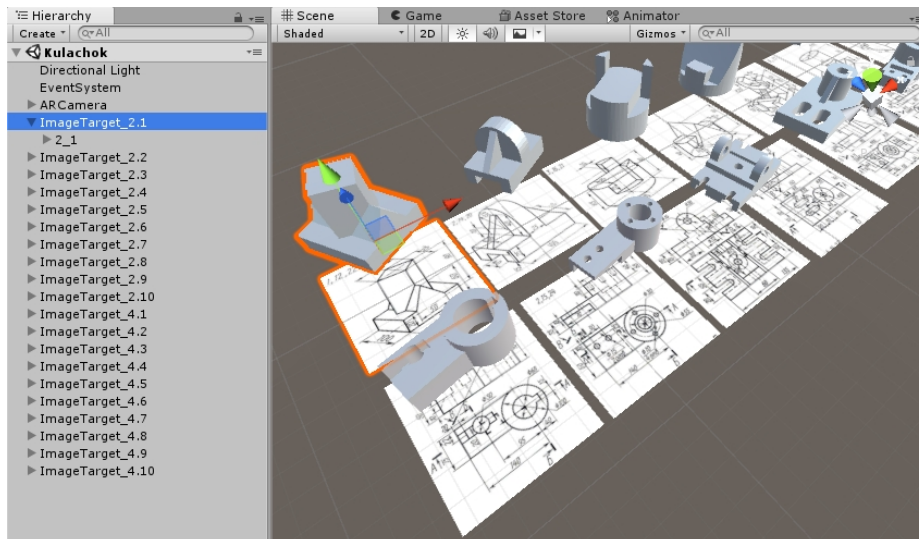 Hierarchy
Create All
Kulachok
Directional Light
EventSystem
ARCamera
ImageTarget_2.1
2_1
ImageTarget_2.2
ImageTarget_2.3
ImageTarget_2.4
ImageTarget_2.5
ImageTarget_2.6
ImageTarget_2.7
ImageTarget_2.8
ImageTarget_2.9
ImageTarget_2.10
ImageTarget_4.1
ImageTarget_4.2
ImageTarget_4.3
ImageTarget_4.4
ImageTarget_4.5
ImageTarget_4.6
ImageTarget_4.7
ImageTarget_4.8
ImageTarget_4.9
ImageTarget_4.10
Scene Game Asset Store Animator
Shaded 2D Gizmos All